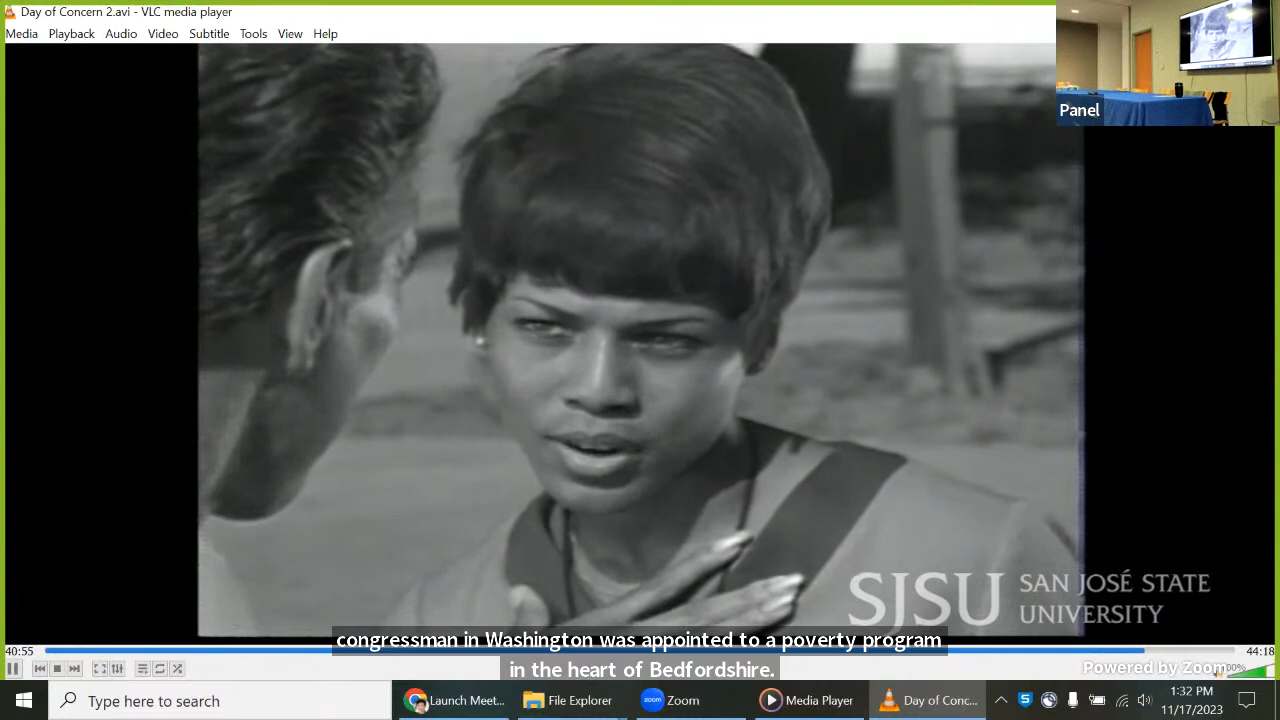 Day of Concern 2.avi - VLC media player
Media Playback Audio Video Subtitle Tools View Help
Panel
SJSU SAN JOSÉ STATE
UNIVERSITY
congressman in Washington was appointed to a poverty program
in the heart of Bedfordshire.
40:55
44:18
Powered by Zoom
00%
Type here to search
Launch Meet...
File Explorer
Zoom
Media Player
Day of Conc...
1:32 PM
11/17/2023